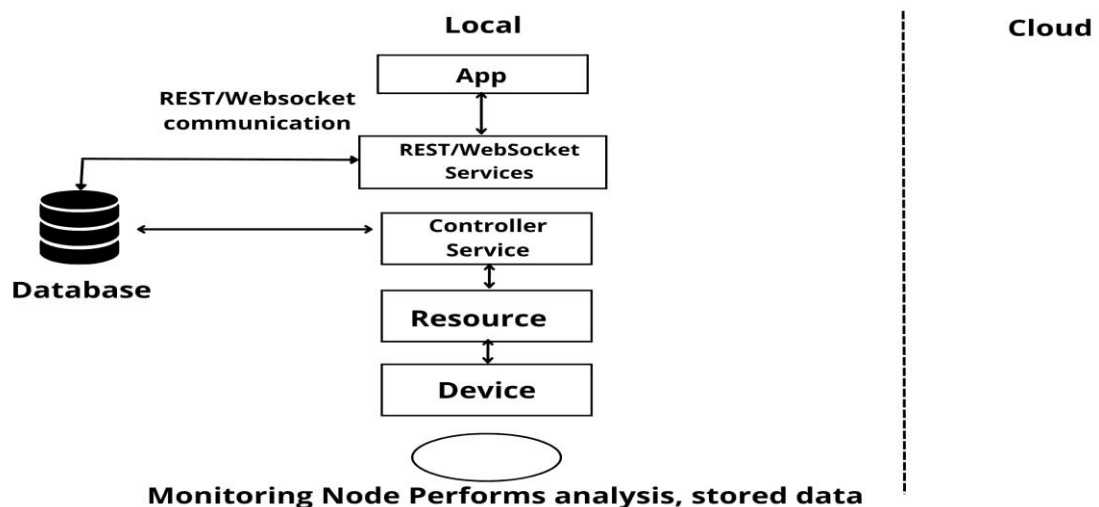 Local
Cloud
App
REST/Websocket
communication
REST/WebSocket
Services
Controller
Service
Database
Resource
Device
Monitoring Node Performs analysis, stored data